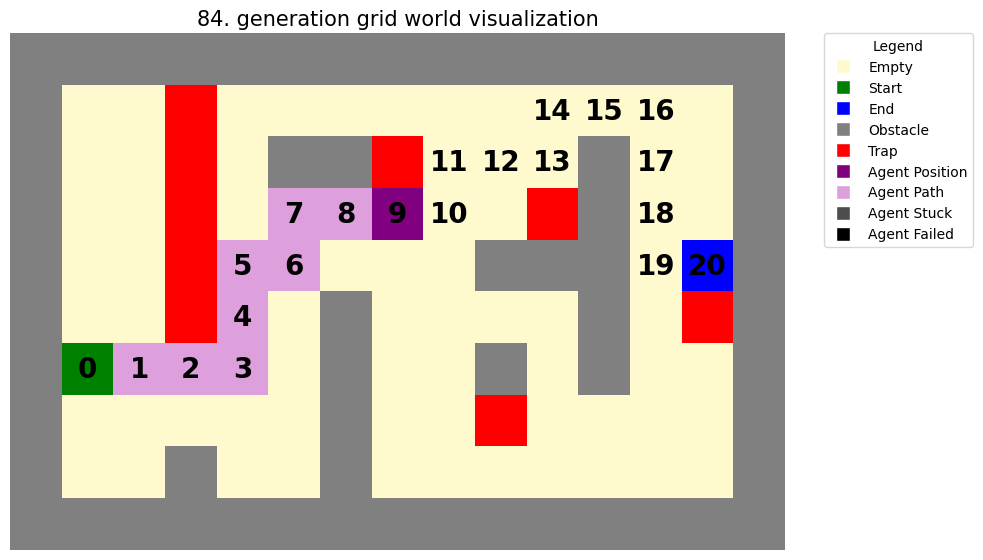 84. generation grid world visualization
14 15 16
11 12 13 17
7 8 9 10 18
5 6 19 20
4
0 1 2 3
Legend
Empty
Start
End
Obstacle
Trap
Agent Position
Agent Path
Agent Stuck
Agent Failed